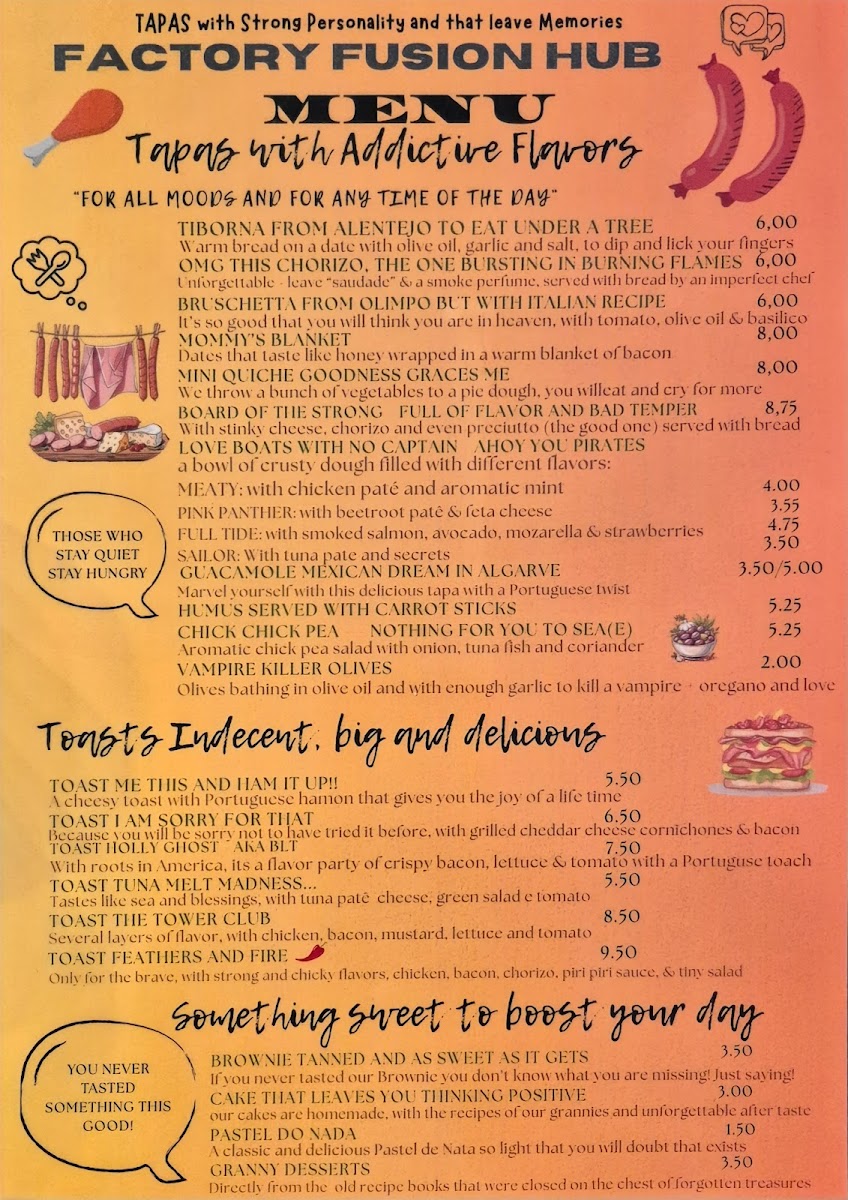 TAPAS with Strong Personality and that leave Memories
FACTORY FUSION HUB
MENU
Tapas with Addictive Flavors
"FOR ALL MOODS AND FOR ANY TIME OF THE DAY"
TIBORNA FROM ALENTEJO TO EAT UNDER A TREE 6,00
Warm bread on a date with olive oil, garlic and salt, to dip and lick your fingers
OMG THIS CHORIZO, THE ONE BURSTING IN BURNING FLAMES 6,00
Unforgettable - leave "saudade" & a smoke perfume, served with bread by an imperfect chef
BRUSCHETTA FROM OLIMPO BUT WITH ITALIAN RECIPE 6,00
It's so good that you will think you are in heaven, with tomato, olive oil & basilico
MOMMY'S BLANKET 8,00
Dates that taste like honey wrapped in a warm blanket of bacon
MINI QUICHE GOODNESS GRACES ME 8,00
We throw a bunch of vegetables to a pie dough, you willeat and cry for more
BOARD OF THE STRONG FULL OF FLAVOR AND BAD TEMPER 8,75
With stinky cheese, chorizo and even preciutto (the good one) served with bread
LOVE BOATS WITH NO CAPTAIN AHOY YOU PIRATES
a bowl of crusty dough filled with different flavors:
MEATY: with chicken paté and aromatic mint 4.00
PINK PANTHER: with beetroot patê & feta cheese 3.55
FULL TIDE: with smoked salmon, avocado, mozarella & strawberries 4.75
SAILOR: With tuna pate and secrets 3.50
GUACAMOLE MEXICAN DREAM IN ALGARVE 3.50/5.00
Marvel yourself with this delicious tapa with a Portuguese twist
HUMUS SERVED WITH CARROT STICKS 5.25
CHICK CHICK PEA NOTHING FOR YOU TO SEA(E) 5.25
Aromatic chick pea salad with onion, tuna fish and coriander
VAMPIRE KILLER OLIVES 2.00
Olives bathing in olive oil and with enough garlic to kill a vampire + oregano and love
THOSE WHO
STAY QUIET
STAY HUNGRY
Toasts Indecent, big and delicious
TOAST ME THIS AND HAM IT UP!! 5.50
A cheesy toast with Portuguese hamon that gives you the joy of a life time
TOAST I AM SORRY FOR THAT 6.50
Because you will be sorry not to have tried it before, with grilled cheddar cheese cornichones & bacon
TOAST HOLLY GHOST AKA BLT 7.50
With roots in America, its a flavor party of crispy bacon, lettuce & tomato with a Portuguse toach
TOAST TUNA MELT MADNESS... 5.50
Tastes like sea and blessings, with tuna patê cheese, green salad e tomato
TOAST THE TOWER CLUB 8.50
Several layers of flavor, with chicken, bacon, mustard, lettuce and tomato
TOAST FEATHERS AND FIRE 9.50
Only for the brave, with strong and chicky flavors, chicken, bacon, chorizo, piri piri sauce, & tiny salad
Something sweet to boost your day
BROWNIE TANNED AND AS SWEET AS IT GETS 3.50
If you never tasted our Brownie you don't know what you are missing! Just saying!
CAKE THAT LEAVES YOU THINKING POSITIVE 3.00
our cakes are homemade, with the recipes of our grannies and unforgettable after taste
PASTEL DO NADA 1.50
A classic and delicious Pastel de Nata so light that you will doubt that exists
GRANNY DESSERTS 3.50
Directly from the old recipe books that were closed on the chest of forgotten treasures
YOU NEVER
TASTED
SOMETHING THIS
GOOD!